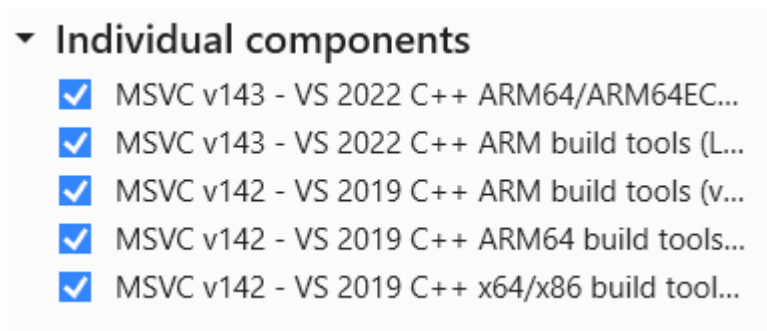 Individual components
MSVC v143 - VS 2022 C++ ARM64/ARM64EC...
MSVC v143 - VS 2022 C++ ARM build tools (L...
MSVC v142 - VS 2019 C++ ARM build tools (v...
MSVC v142 - VS 2019 C++ ARM64 build tools...
MSVC v142 - VS 2019 C++ x64/x86 build tool...